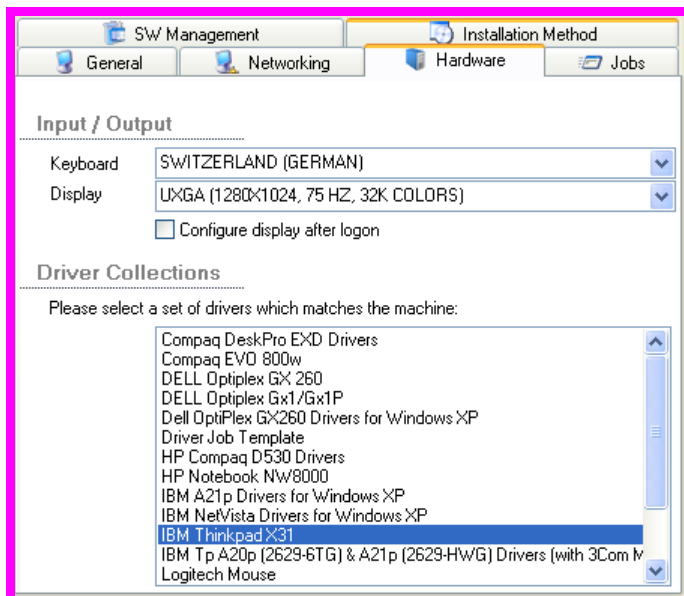 SW Management
Installation Method
General
Networking
Hardware
Jobs
Input / Output
Keyboard
SWITZERLAND (GERMAN)
Display
UXGA (1280X1024, 75 HZ, 32K COLORS)
Configure display after logon
Driver Collections
Please select a set of drivers which matches the machine:
Compaq DeskPro EXD Drivers
Compaq EVO 800w
DELL Optiplex GX 260
DELL Optiplex Gx1/Gx1P
Dell OptiPlex GX260 Drivers for Windows XP
Driver Job Template
HP Compaq D530 Drivers
HP Notebook NW8000
IBM A21p Drivers for Windows XP
IBM NetVista Drivers for Windows XP
IBM Thinkpad X31
IBM Tp A20p (2629-6TG) & A21p (2629-HWG) Drivers (with 3Com M
Logitech Mouse